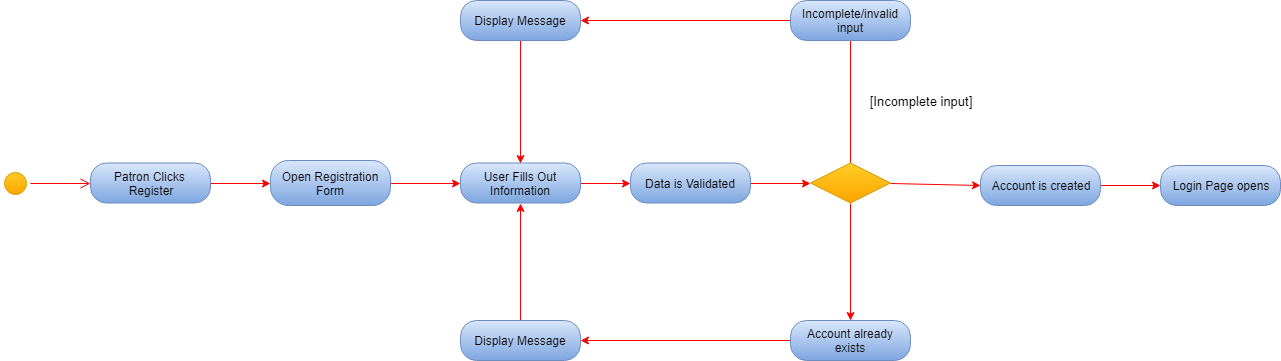 Display Message
Incomplete/invalid
input
[Incomplete input]
Patron Clicks
Register
Open Registration
Form
User Fills Out
Information
Data is Validated
Account is created
Login Page opens
Display Message
Account already
exists